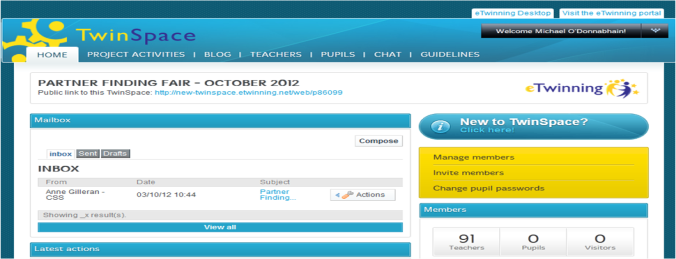 eTwinning Desktop Visit the eTwinning portal
TwinSpace
Welcome Michael O'Donnabhain!
HOME PROJECT ACTIVITIES | BLOG | TEACHERS | PUPILS | CHAT | GUIDELINES
PARTNER FINDING FAIR - OCTOBER 2012
Public link to this TwinSpace: http://new-twinspace.etwinning.net/web/p86099
eTwinning
Mailbox
Compose
inbox Sent Drafts
INBOX
From Date Subject
Anne Gilleran - CSS 03/10/12 10:44 Partner Finding... Actions
Showing _x result(s).
View all
Latest actions
New to TwinSpace?
Click here!
Manage members
Invite members
Change pupil passwords
Members
91 0 0
Teachers Pupils Visitors